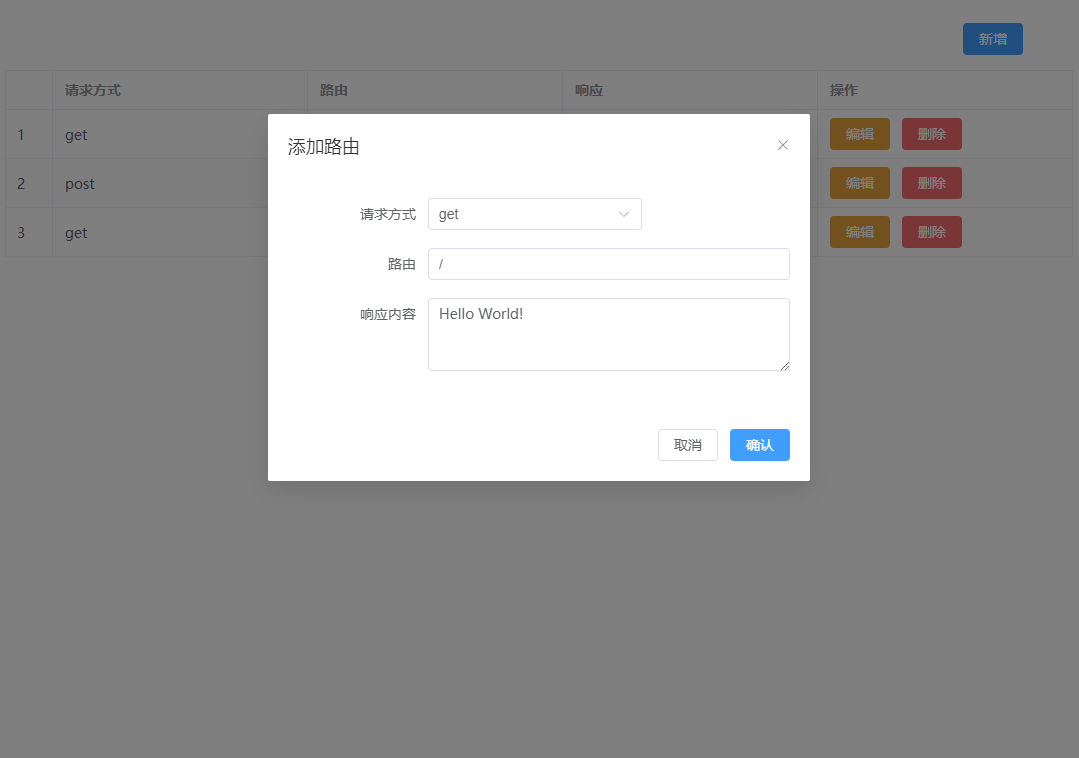 新增
请求方式 路由 响应 操作
1 get 编辑 删除
2 post 编辑 删除
3 get 编辑 删除
添加路由
请求方式 get
路由 /
响应内容 Hello World!
取消 确认